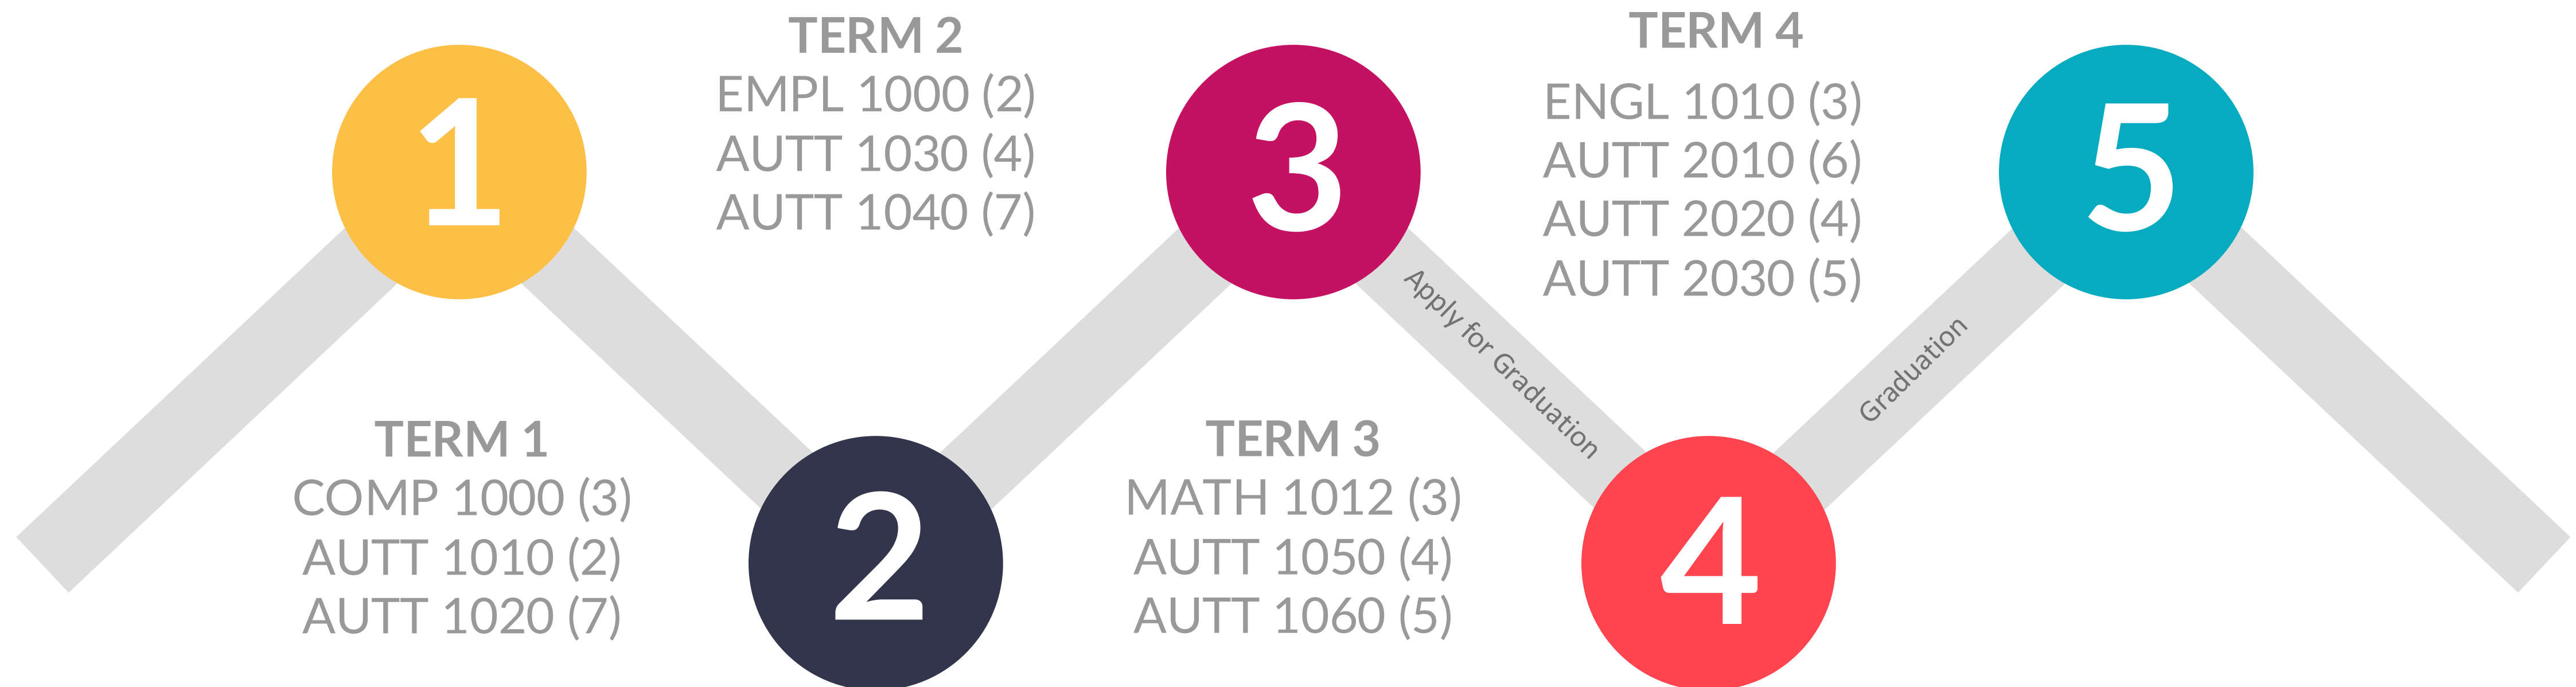 1
TERM 1
COMP 1000 (3)
AUTT 1010 (2)
AUTT 1020 (7)
2
TERM 2
EMPL 1000 (2)
AUTT 1030 (4)
AUTT 1040 (7)
3
TERM 3
MATH 1012 (3)
AUTT 1050 (4)
AUTT 1060 (5)
Apply for Graduation
4
TERM 4
ENGL 1010 (3)
AUTT 2010 (6)
AUTT 2020 (4)
AUTT 2030 (5)
Graduation
5